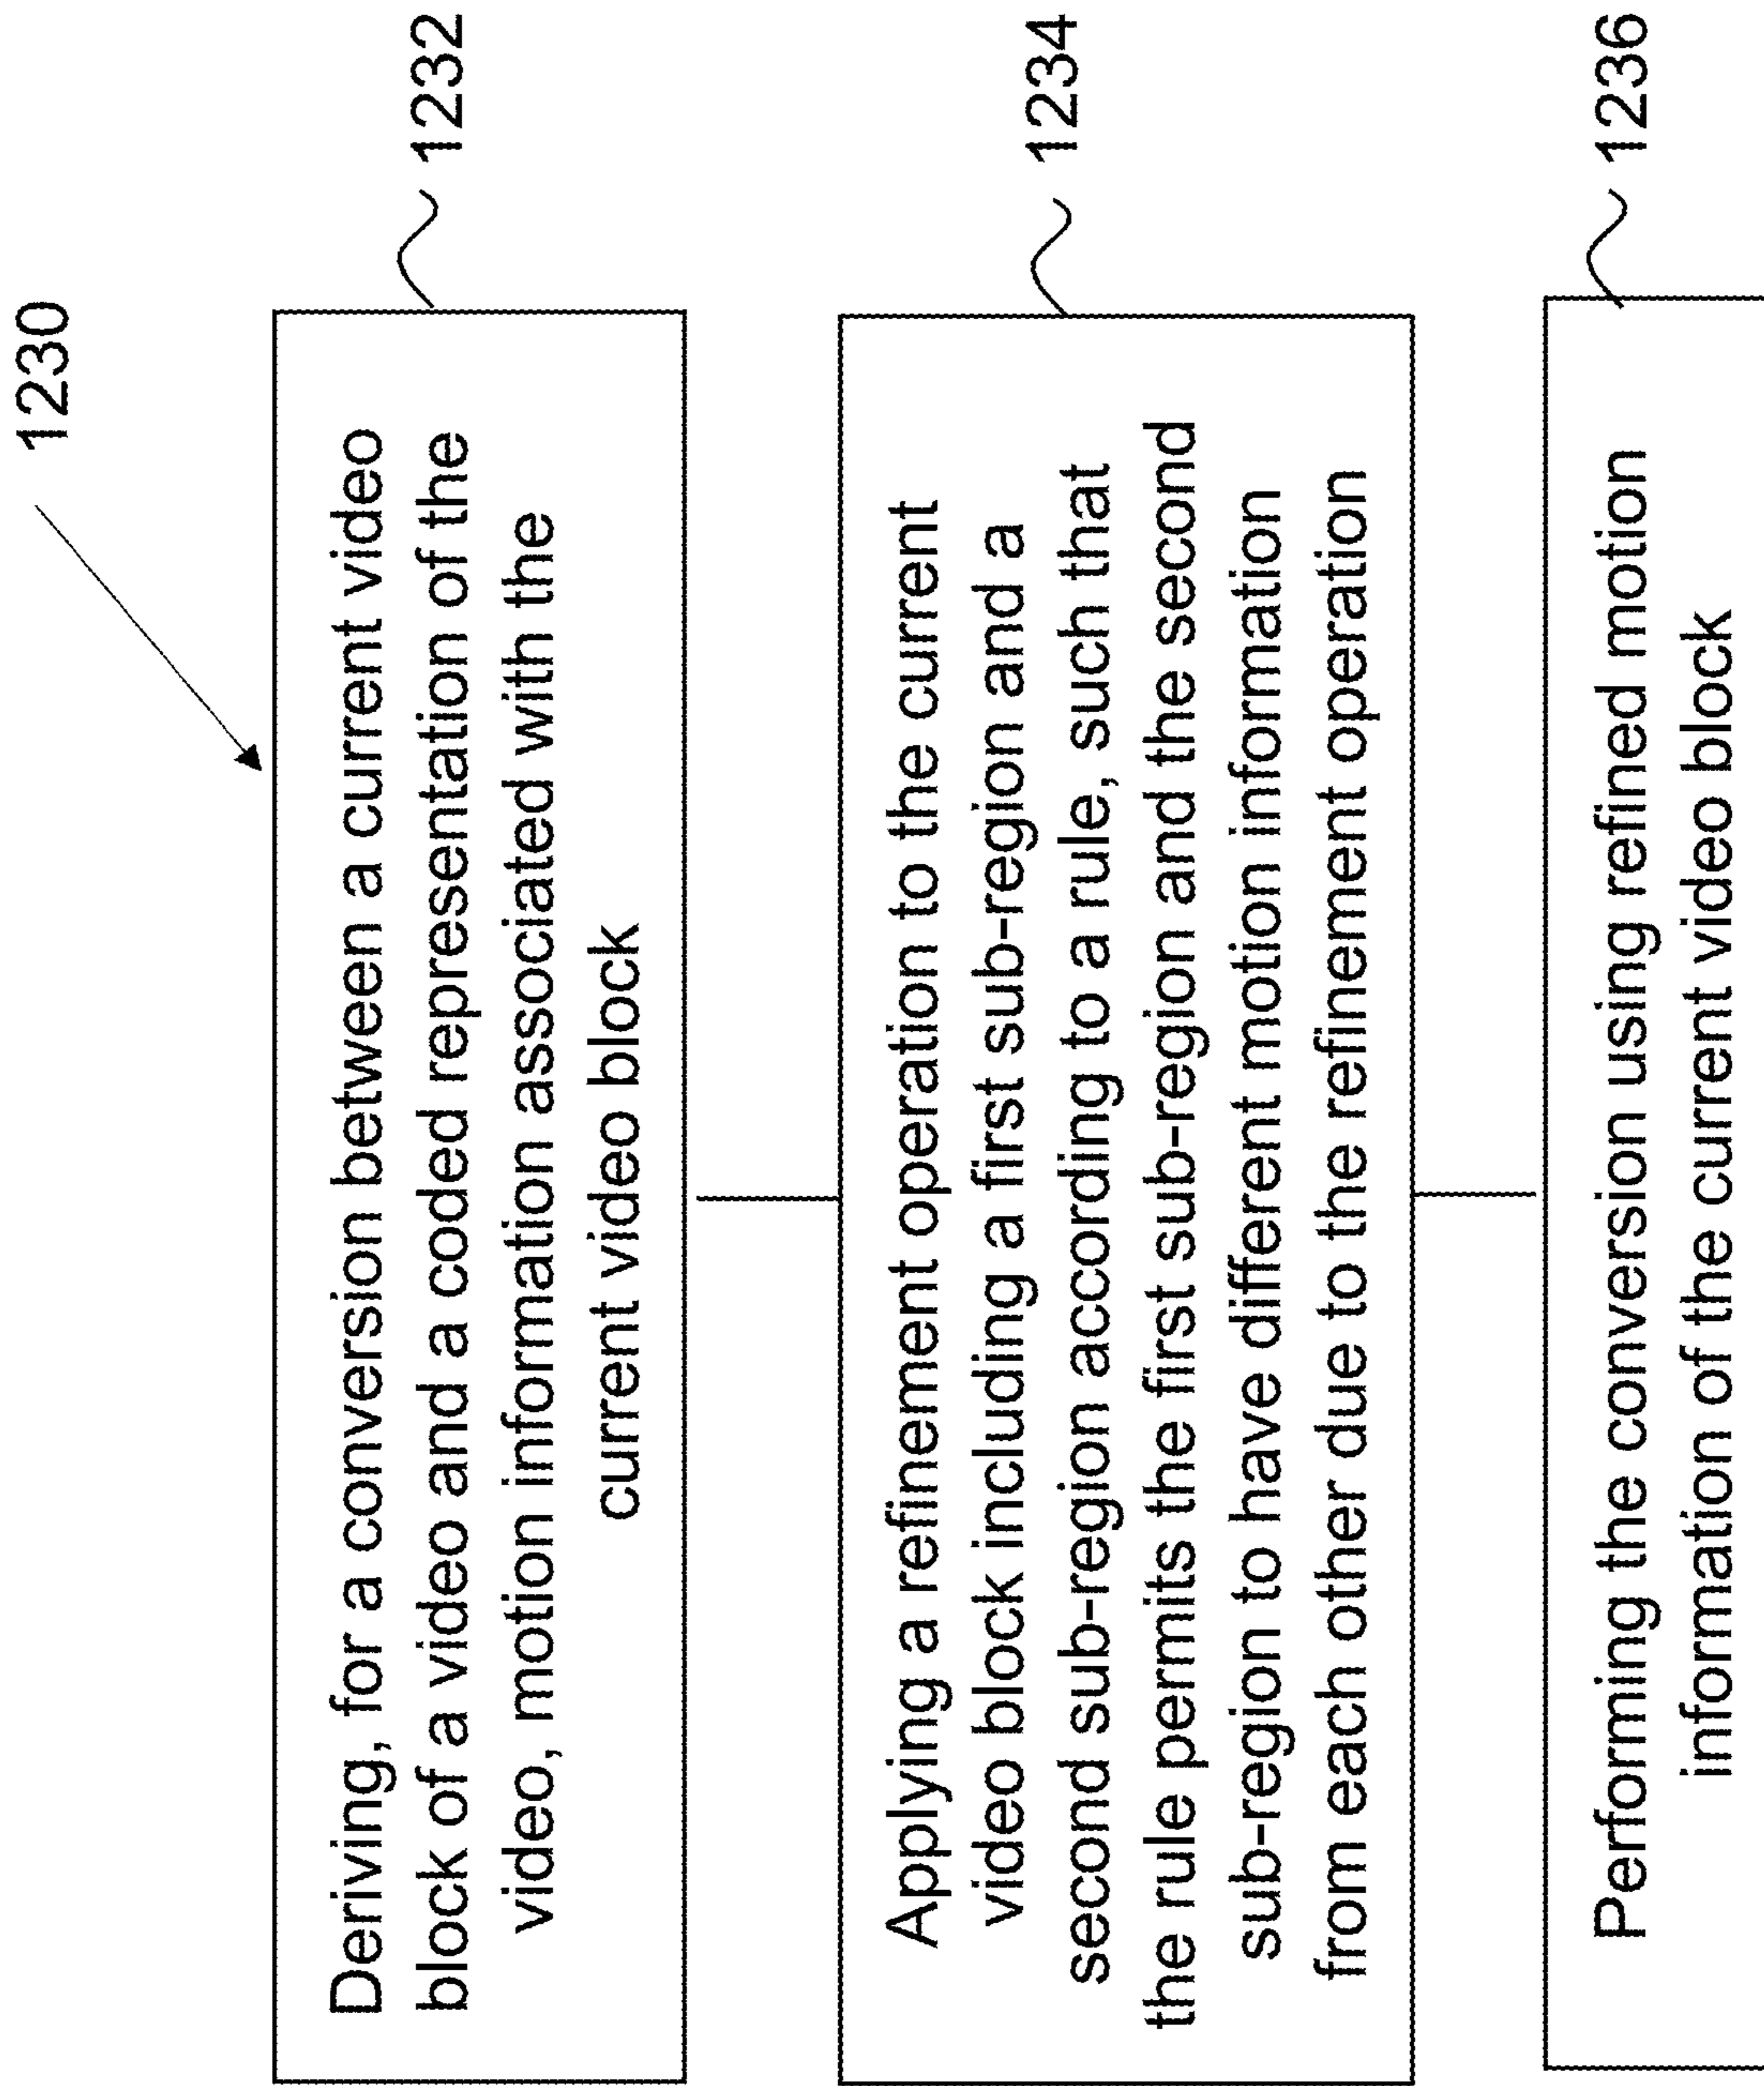 1230
Deriving, for a conversion between a current video
block of a video and a coded representation of the
video, motion information associated with the
current video block
1232
Applying a refinement operation to the current
video block including a first sub-region and a
second sub-region according to a rule, such that
the rule permits the first sub-region and the second
sub-region to have different motion information
from each other due to the refinement operation
1234
Performing the conversion using refined motion
information of the current video block
1236